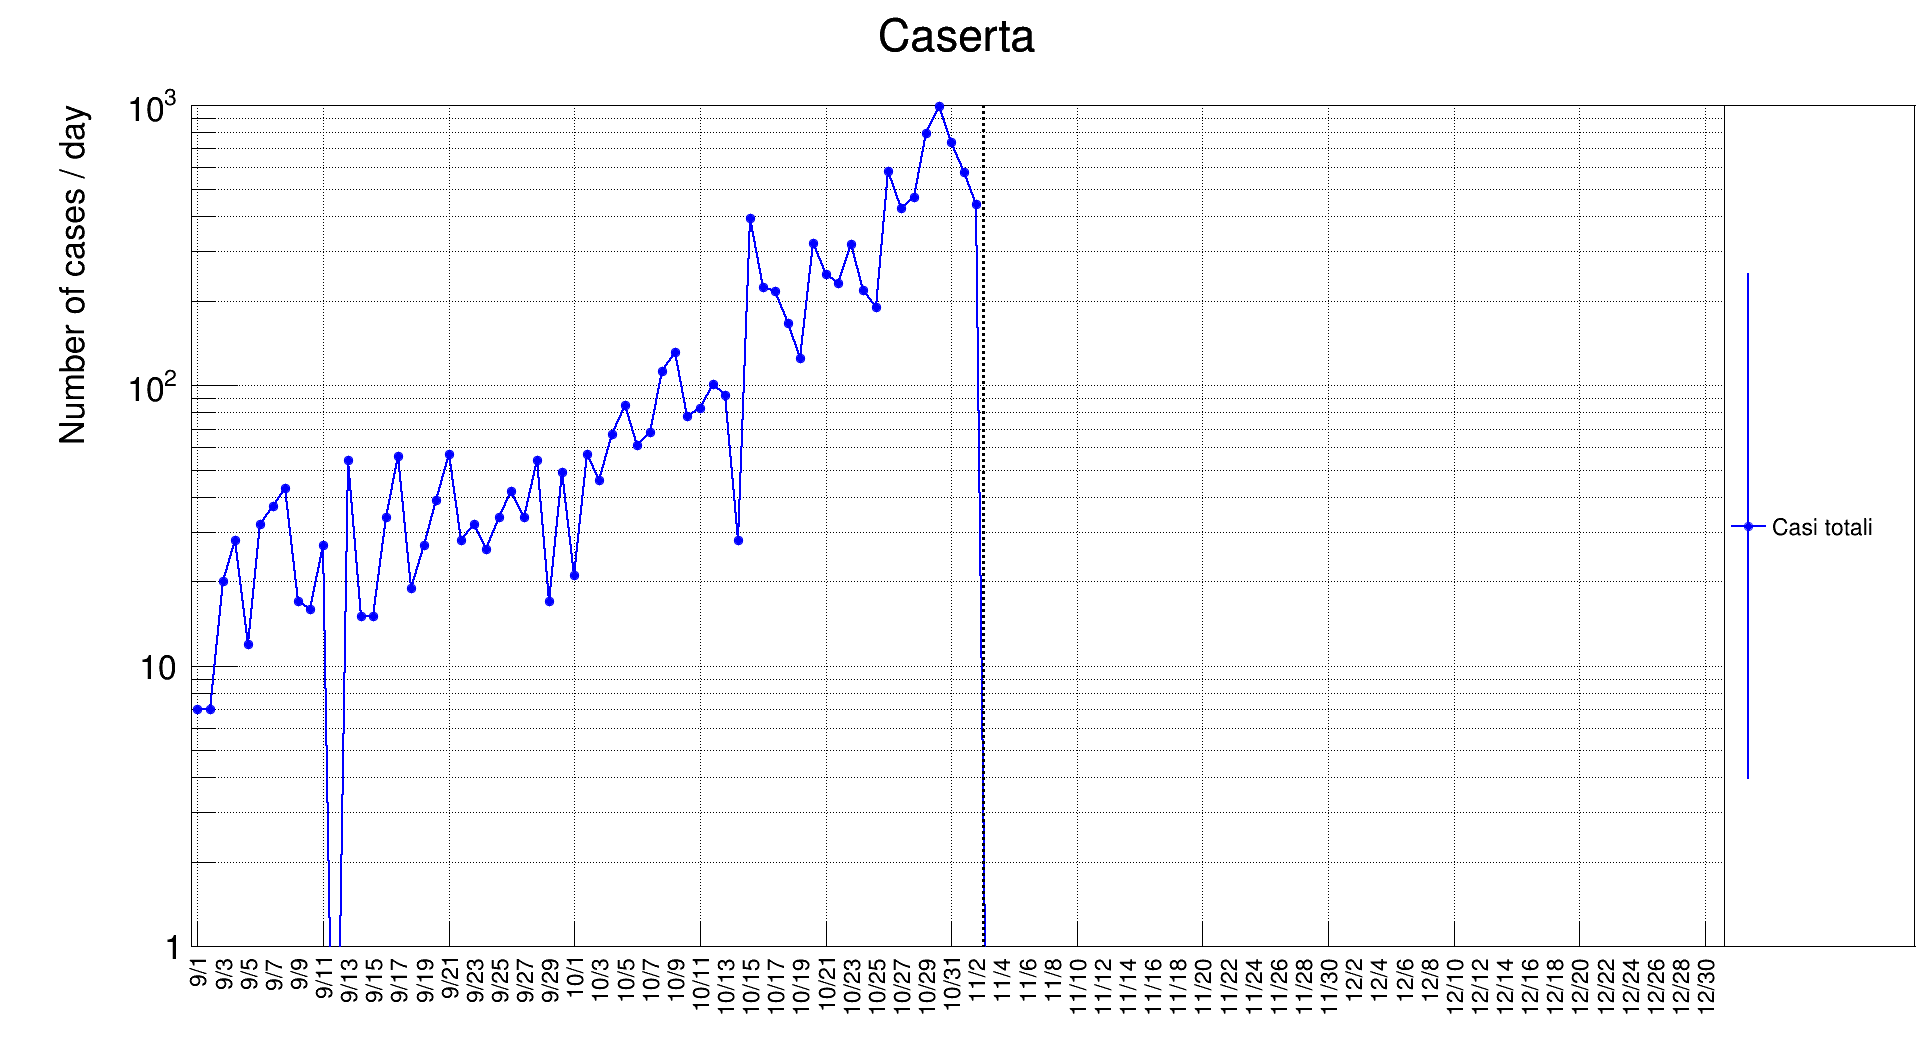 Caserta
Number of cases / day
10³
10²
10
1
9/1 9/3 9/5 9/7 9/9 9/11 9/13 9/15 9/17 9/19 9/21 9/23 9/25 9/27 9/29 10/1 10/3 10/5 10/7 10/9 10/11 10/13 10/15 10/17 10/19 10/21 10/23 10/25 10/27 10/29 10/31 11/2 11/4 11/6 11/8 11/10 11/12 11/14 11/16 11/18 11/20 11/22 11/24 11/26 11/28 11/30 12/2 12/4 12/6 12/8 12/10 12/12 12/14 12/16 12/18 12/20 12/22 12/24 12/26 12/28 12/30
Casi totali